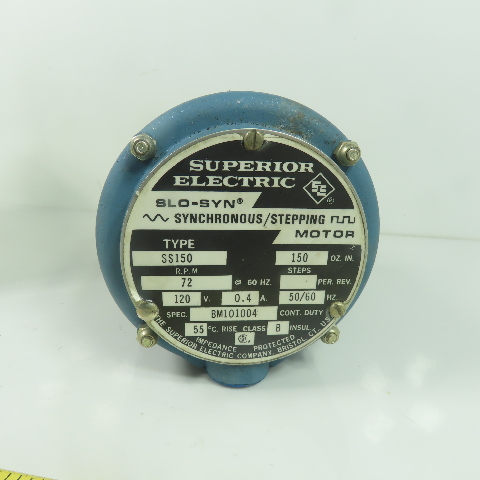 SUPERIOR
ELECTRIC
SE ®
SLO-SYN®
SYNCHRONOUS/STEPPING
MOTOR
TYPE
SS150 150 OZ. IN.
R.P.M STEPS
72 @ 60 HZ. PER. REV.
120 V. 0.4 A. 50/60 HZ.
SPEC. BM101004 CONT. DUTY
55 °C. RISE CLASS B INSUL.
IMPEDANCE PROTECTED
THE SUPERIOR ELECTRIC COMPANY BRISTOL, CT. U.S.